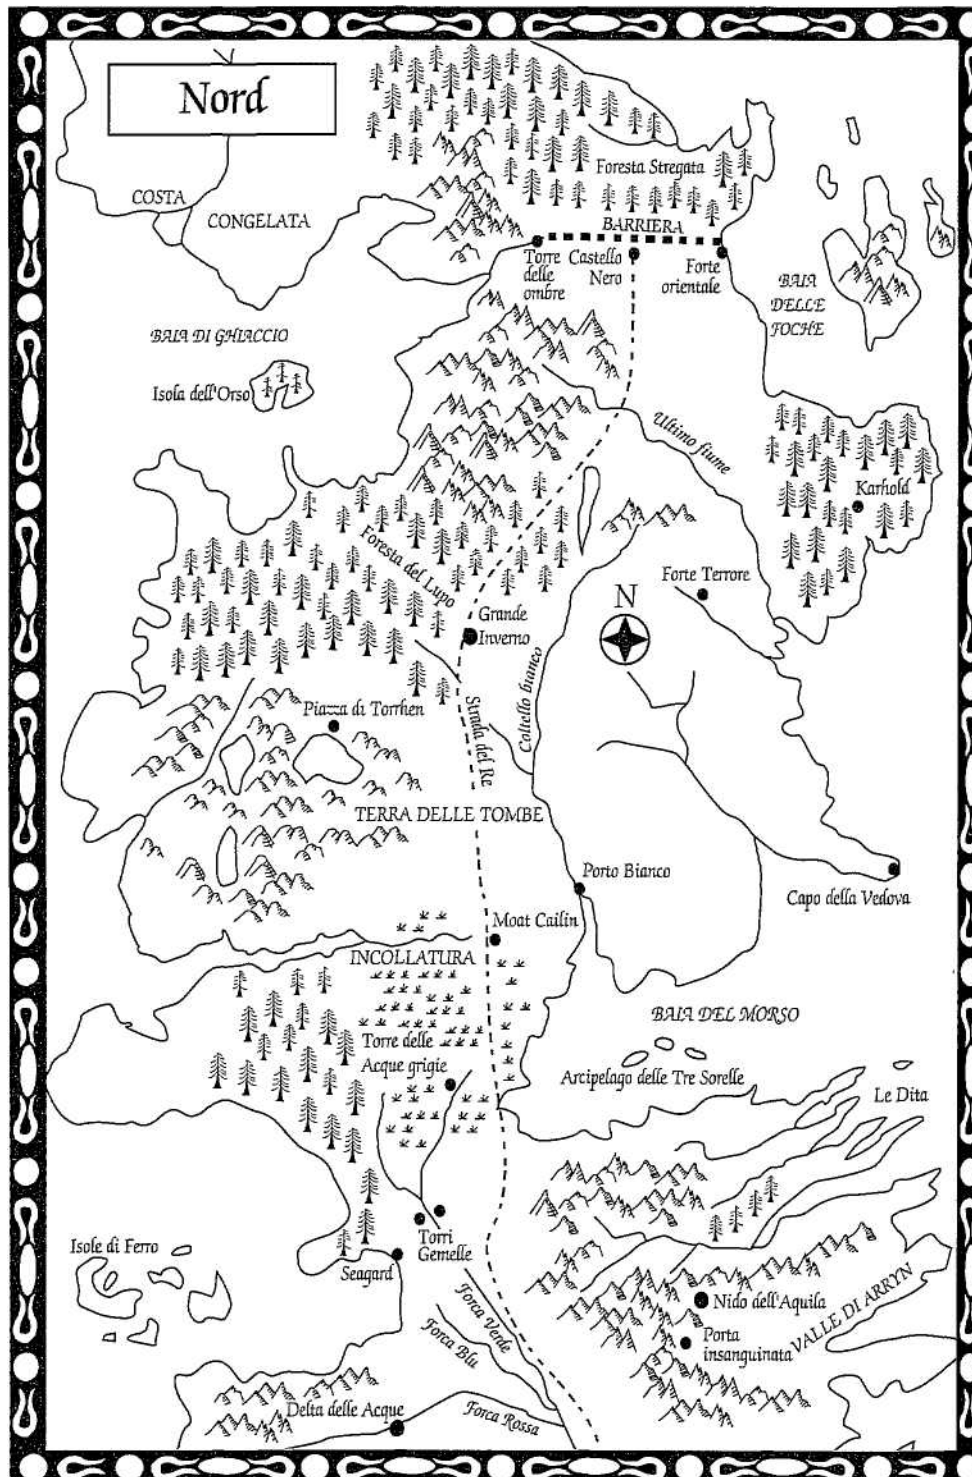 Nord
Foresta Stregata
COSTA
CONGELATA
BARRIERA
Torre
delle
ombre
Castello
Nero
Forte
orientale
BAIA
DELLE
FOCHE
BAIA DI GHIACCIO
Isola dell'Orso
Ultimo fiume
Karhold
Foresta del Lupo
Forte Terrore
N
Grande
Inverno
Coltello bianco
Piazza di Torrhen
Strada del Re
TERRA DELLE TOMBE
Porto Bianco
Capo della Vedova
Moat Cailin
INCOLLATURA
BAIA DEL MORSO
Torre delle
Acque grigie
Arcipelago delle Tre Sorelle
Le Dita
Torri
Gemelle
Isole di Ferro
Seagard
Forca Verde
Forca Blu
Nido dell'Aquila
VALLE DI ARRYN
Porta
insanguinata
Delta delle Acque
Forca Rossa